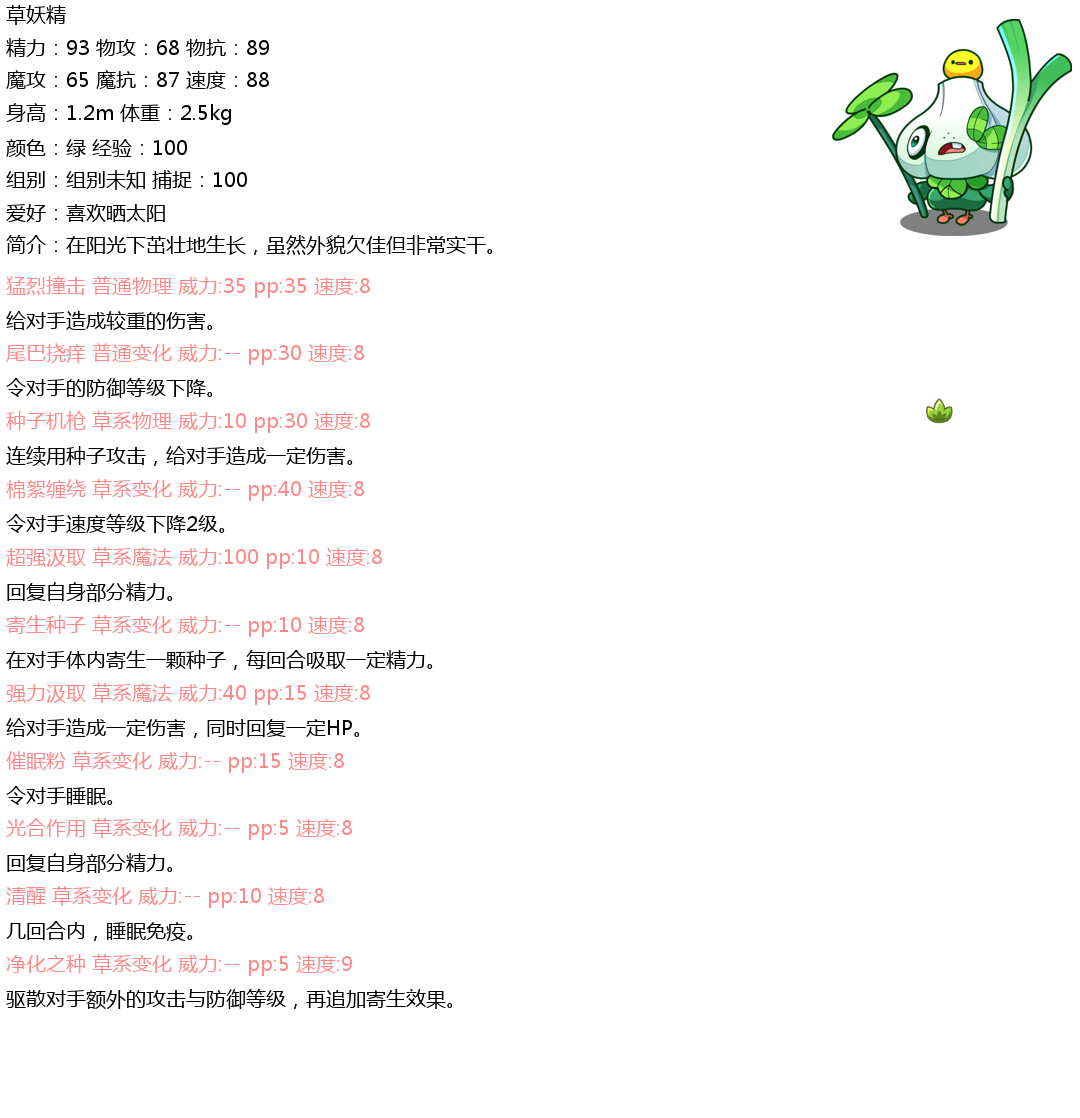 草妖精
精力：93 物攻：68 物抗：89
魔攻：65 魔抗：87 速度：88
身高：1.2m 体重：2.5kg
颜色：绿 经验：100
组别：组别未知 捕捉：100
爱好：喜欢晒太阳
简介：在阳光下茁壮地生长，虽然外貌欠佳但非常实干。
猛烈撞击 普通物理 威力:35 pp:35 速度:8
给对手造成较重的伤害。
尾巴挠痒 普通变化 威力:-- pp:30 速度:8
令对手的防御等级下降。
种子机枪 草系物理 威力:10 pp:30 速度:8
连续用种子攻击，给对手造成一定伤害。
棉絮缠绕 草系变化 威力:-- pp:40 速度:8
令对手速度等级下降2级。
超强汲取 草系魔法 威力:100 pp:10 速度:8
回复自身部分精力。
寄生种子 草系变化 威力:-- pp:10 速度:8
在对手体内寄生一颗种子，每回合吸取一定精力。
强力汲取 草系魔法 威力:40 pp:15 速度:8
给对手造成一定伤害，同时回复一定HP。
催眠粉 草系变化 威力:-- pp:15 速度:8
令对手睡眠。
光合作用 草系变化 威力:-- pp:5 速度:8
回复自身部分精力。
清醒 草系变化 威力:-- pp:10 速度:8
几回合内，睡眠免疫。
净化之种 草系变化 威力:-- pp:5 速度:9
驱散对手额外的攻击与防御等级，再追加寄生效果。